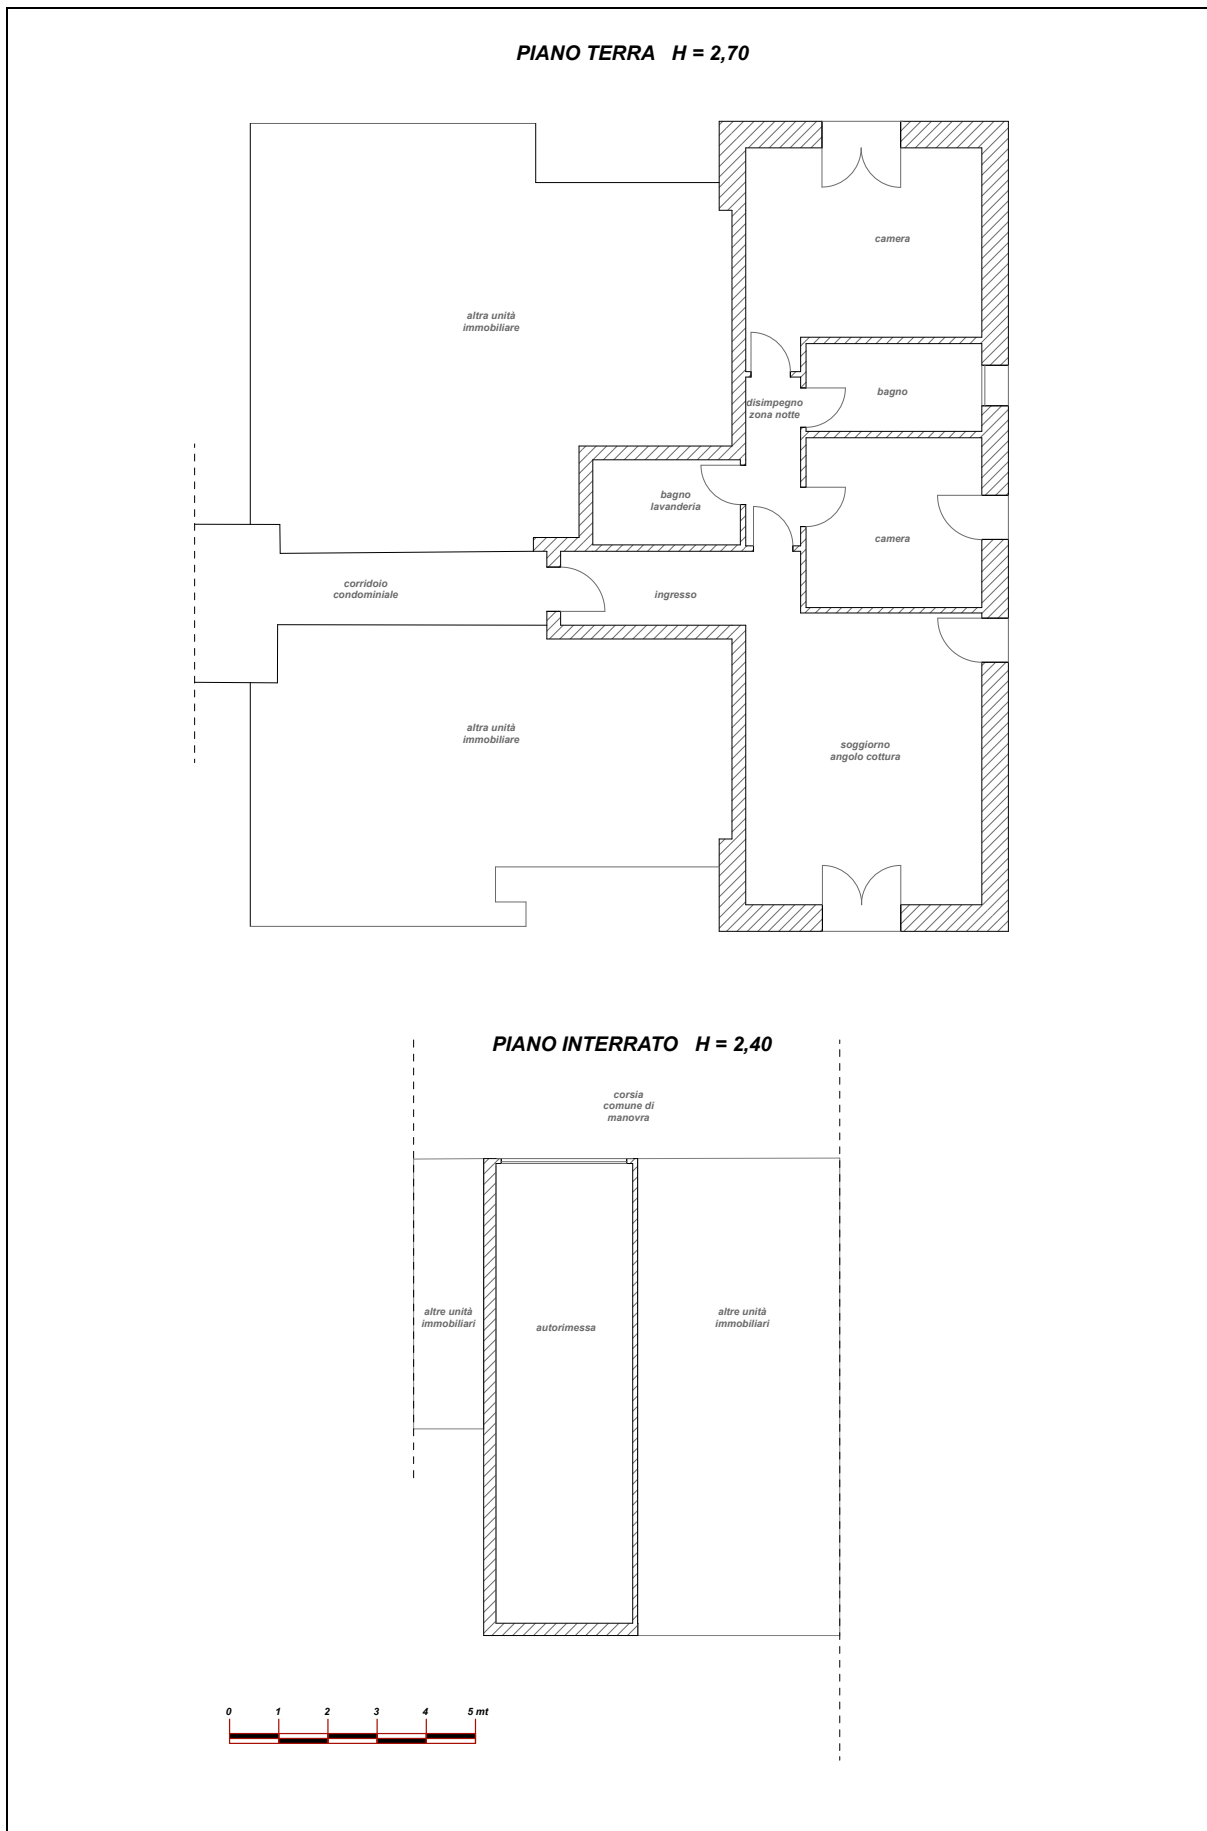 PIANO TERRA H = 2,70
camera
altra unità
immobiliare
bagno
disimpegno
zona notte
bagno
lavanderia
camera
corridoio
condominiale
ingresso
altra unità
immobiliare
soggiorno
angolo cottura
PIANO INTERRATO H = 2,40
corsia
comune di
manovra
altre unità
immobiliari
autorimessa
altre unità
immobiliari
0 1 2 3 4 5 mt